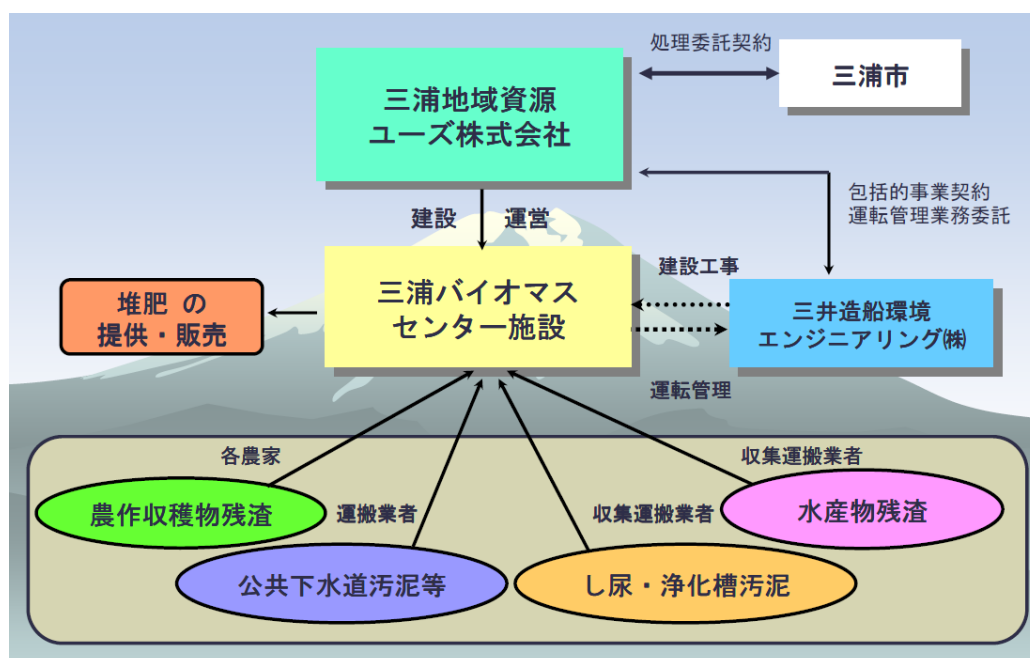 処理委託契約
三浦市
三浦地域資源
ユーズ株式会社
包括的事業契約
運転管理業務委託
建設
運営
建設工事
三浦バイオマス
センター施設
堆肥 の
提供・販売
三井造船環境
エンジニアリング㈱
運転管理
各農家
収集運搬業者
農作収穫物残渣
運搬業者
収集運搬業者
水産物残渣
公共下水道汚泥等
し尿・浄化槽汚泥